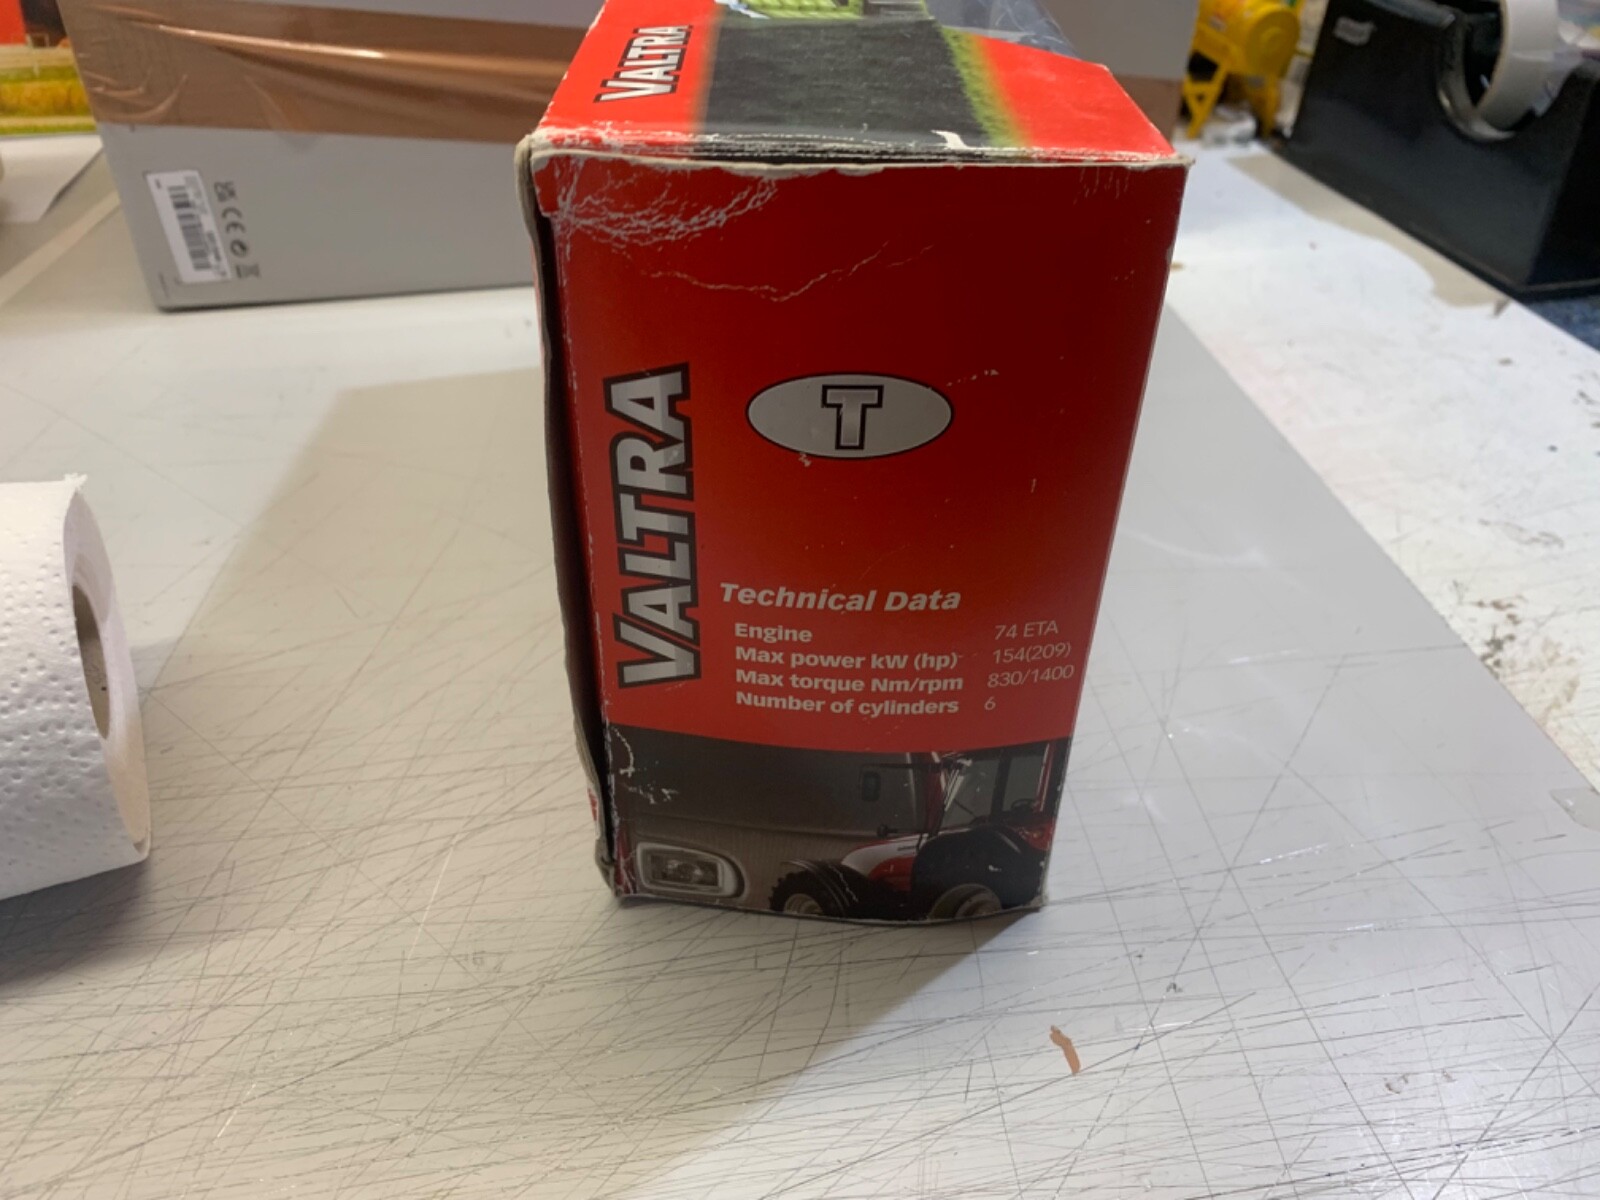 VALTRA
VALTRA
T
Technical Data
Engine 74 ETA
Max power kW (hp) 154(209)
Max torque Nm/rpm 830/1400
Number of cylinders 6